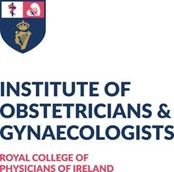 INSTITUTE OF
OBSTETRICIANS &
GYNAECOLOGISTS
ROYAL COLLEGE OF
PHYSICIANS OF IRELAND